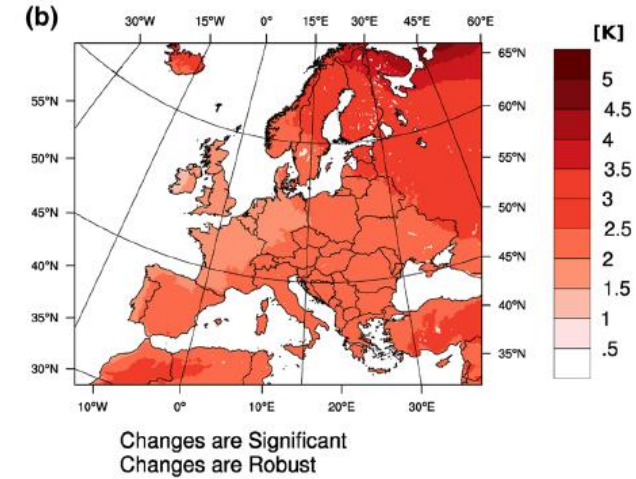 (b)
30°W 15°W 0° 15°E 30°E 45°E 60°E
[K]
65°N
60°N
55°N
50°N
45°N
40°N
35°N
55°N
50°N
45°N
40°N
35°N
30°N
10°W 0° 10°E 20°E 30°E
5
4.5
4
3.5
3
2.5
2
1.5
1
.5
Changes are Significant
Changes are Robust